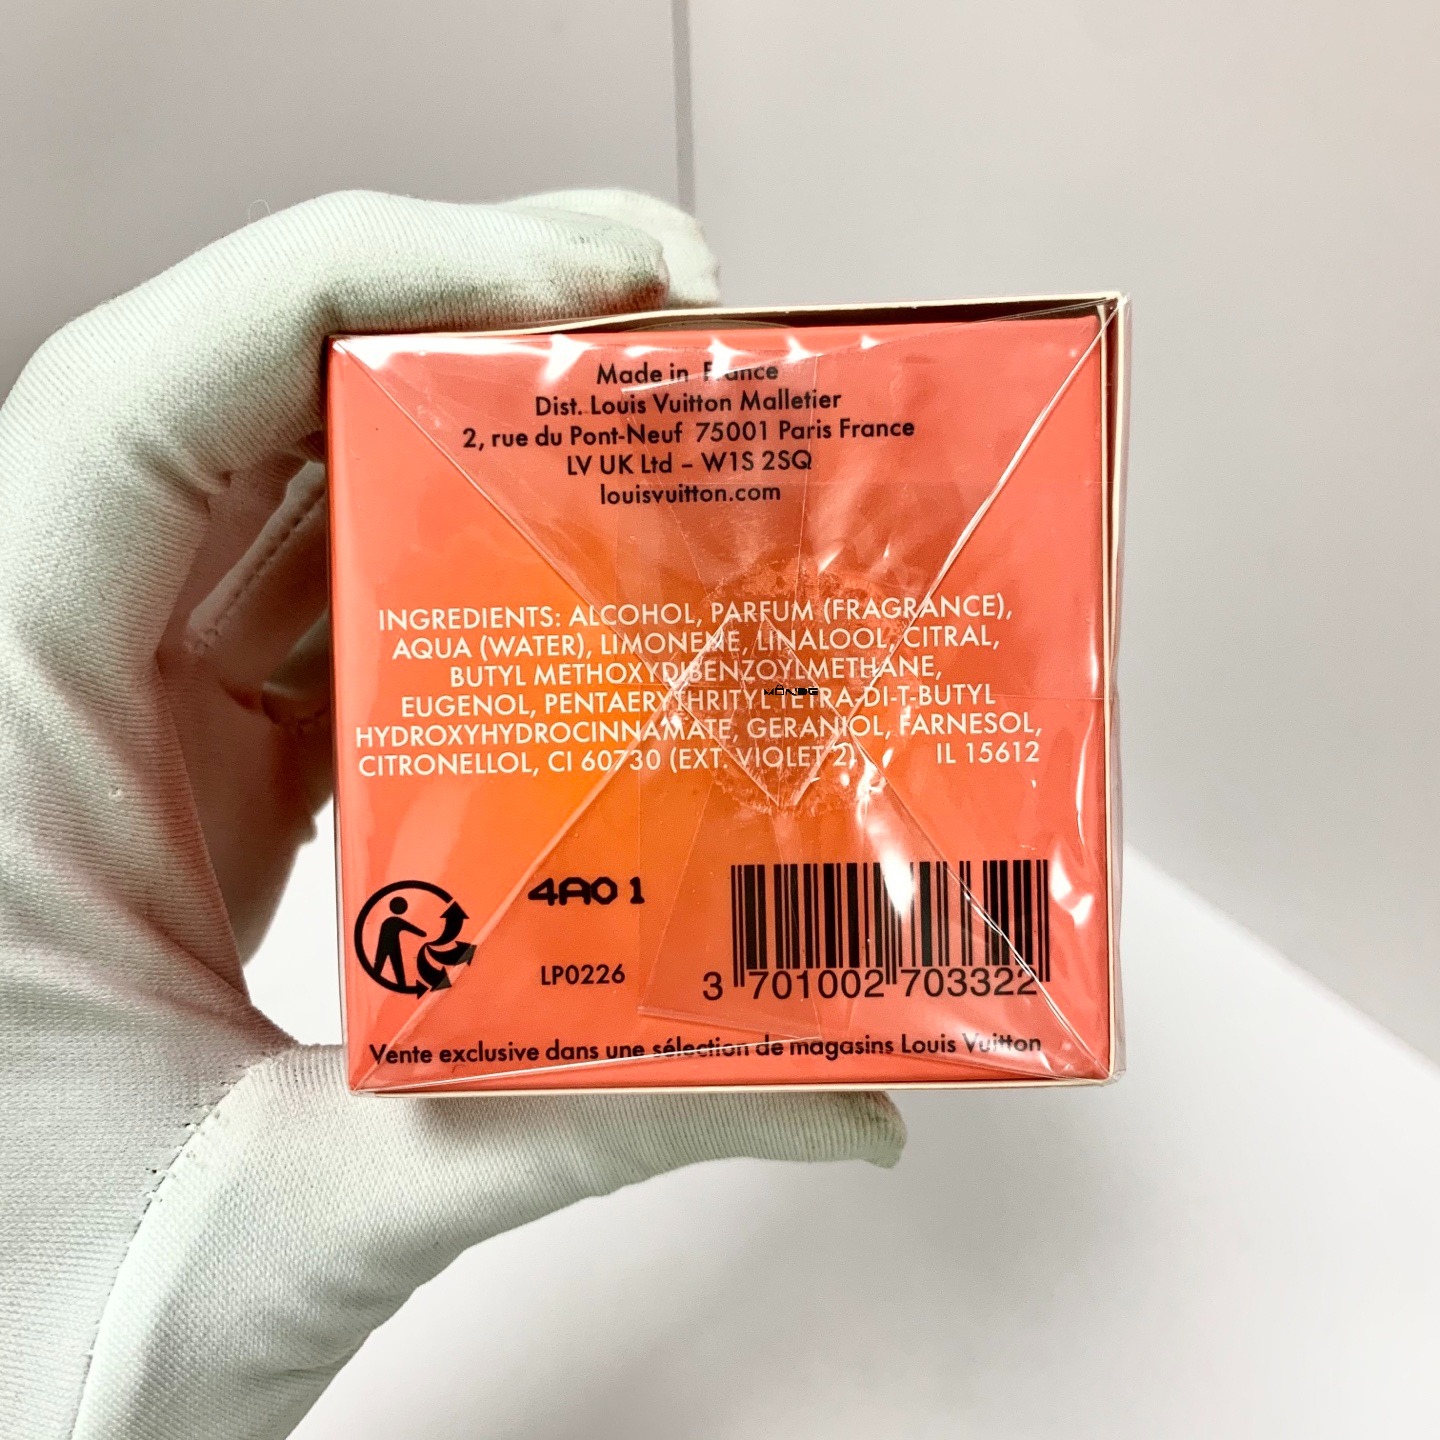 Made in France
Dist. Louis Vuitton Malletier
2, rue du Pont-Neuf 75001 Paris France
LV UK Ltd – W1S 2SQ
louisvuitton.com
INGREDIENTS: ALCOHOL, PARFUM (FRAGRANCE),
AQUA (WATER), LIMONENE, LINALOOL, CITRAL,
BUTYL METHOXYDIBENZOYLMETHANE,
EUGENOL, PENTAERYTHRITYL TETRA-DI-T-BUTYL
HYDROXYHYDROCINNAMATE, GERANIOL, FARNESOL,
CITRONELLOL, CI 60730 (EXT. VIOLET 2). IL 15612
4A01
LP0226
3 701002 703322
Vente exclusive dans une sélection de magasins Louis Vuitton